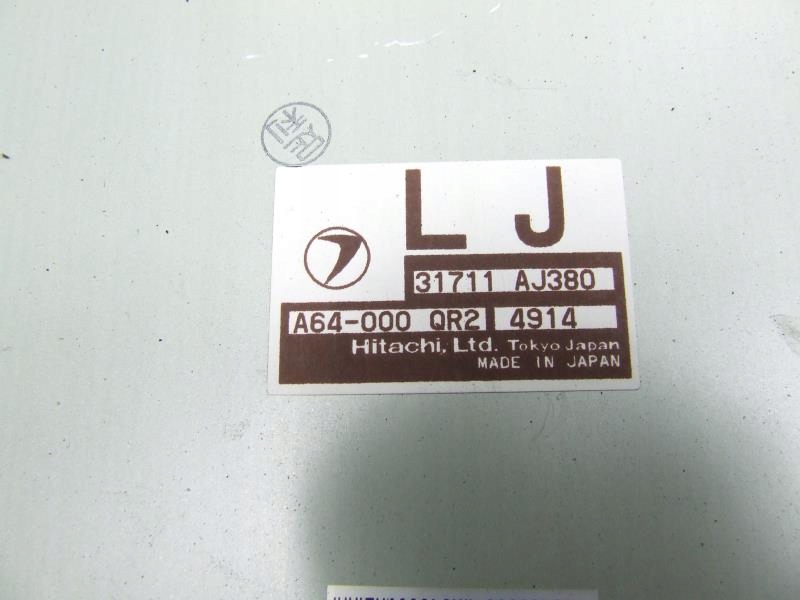 L J
31711 AJ380
A64-000 QR2 4914
Hitachi, Ltd. Tokyo Japan
MADE IN JAPAN